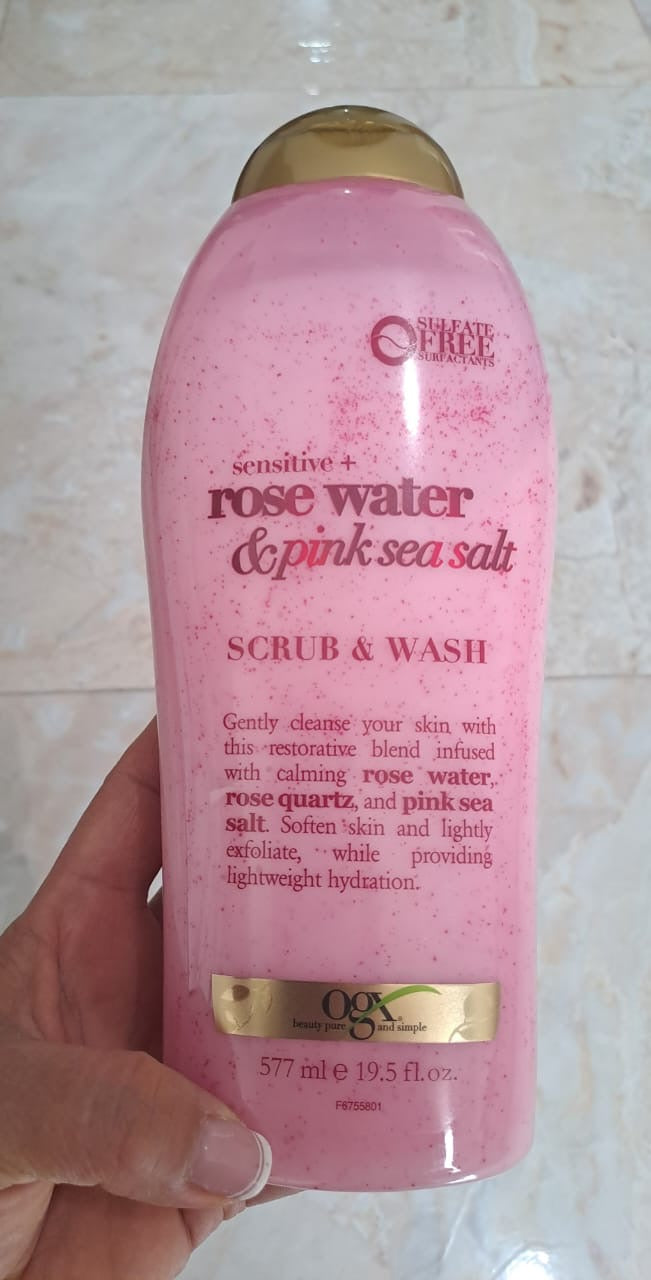 SULFATE
FREE
SURFACTANTS
sensitive +
rose water
& pink sea salt
SCRUB & WASH
Gently cleanse your skin with
this restorative blend infused
with calming rose water,
rose quartz, and pink sea
salt. Soften skin and lightly
exfoliate, while providing
lightweight hydration.
ogx®
beauty pure and simple
577 ml ℮ 19.5 fl.oz.
F6755801